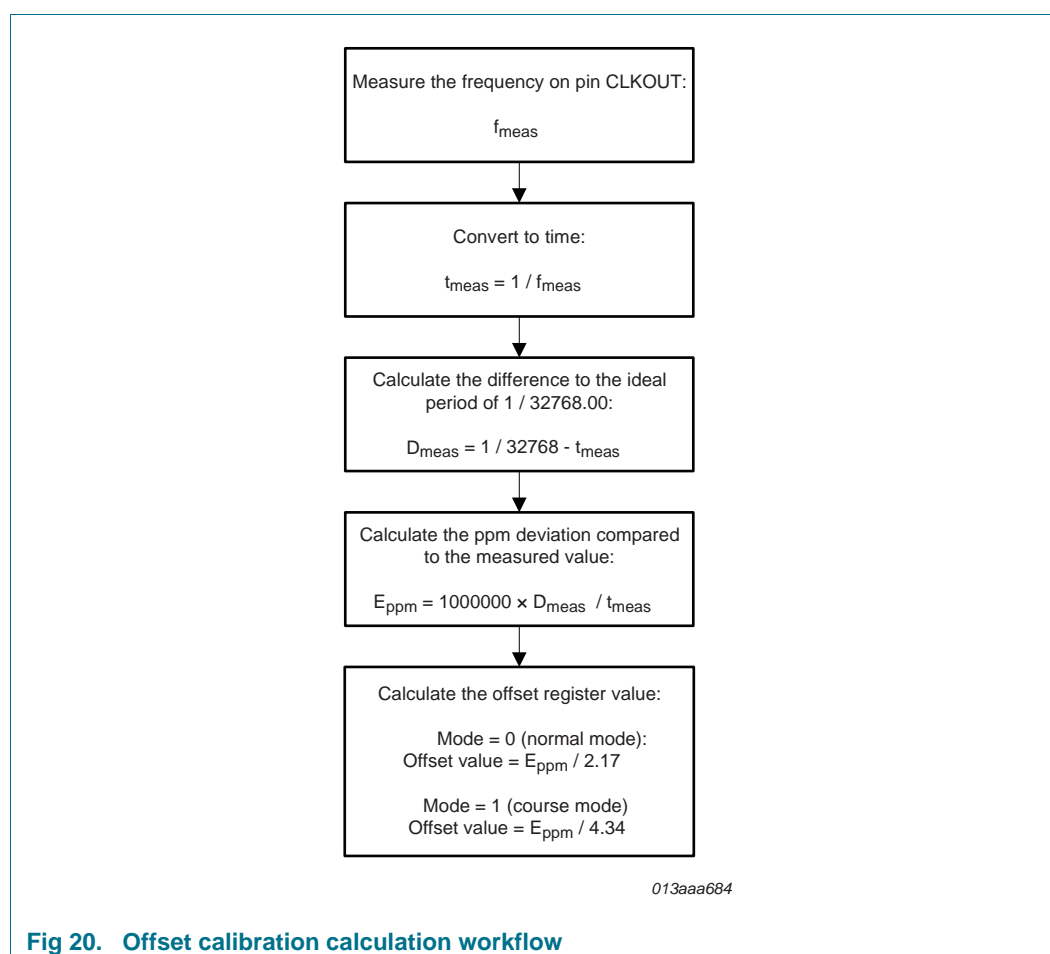 Measure the frequency on pin CLKOUT:
fmeas
Convert to time:
tmeas = 1 / fmeas
Calculate the difference to the ideal
period of 1 / 32768.00:
Dmeas = 1 / 32768 - tmeas
Calculate the ppm deviation compared
to the measured value:
Eppm = 1000000 × Dmeas / tmeas
Calculate the offset register value:
Mode = 0 (normal mode):
Offset value = Eppm / 2.17
Mode = 1 (course mode)
Offset value = Eppm / 4.34
013aaa684
Fig 20. Offset calibration calculation workflow